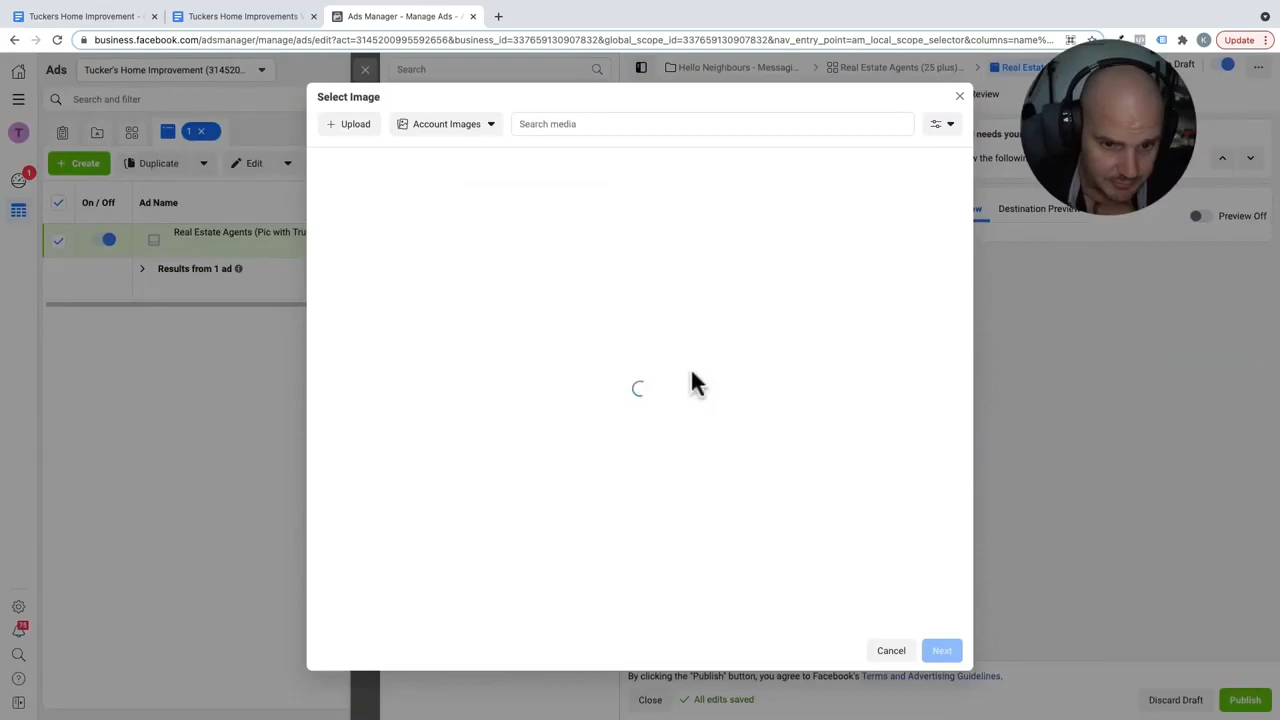 Tuckers Home Improvement -
Tuckers Home Improvements V
Ads Manager - Manage Ads - A
business.facebook.com/adsmanager/manage/ads/edit?act=3145200995592656&business_id=337659130907832&global_scope_id=337659130907832&nav_entry_point=am_local_scope_selector&columns=name%...
K
Update
Ads
Tucker's Home Improvement (314520...
Search
Hello Neighbours - Messagi...
Real Estate Agents (25 plus)...
Real Esta
Draft
Select Image
Search and filter
Review
Upload
Account Images
Search media
T
1
needs your
w the following
Create
Duplicate
Edit
1
On / Off
Ad Name
w
Destination Preview
Preview Off
Real Estate Agents (Pic with Tru
Results from 1 ad
75
Cancel
Next
By clicking the "Publish" button, you agree to Facebook's Terms and Advertising Guidelines.
Close
All edits saved
Discard Draft
Publish